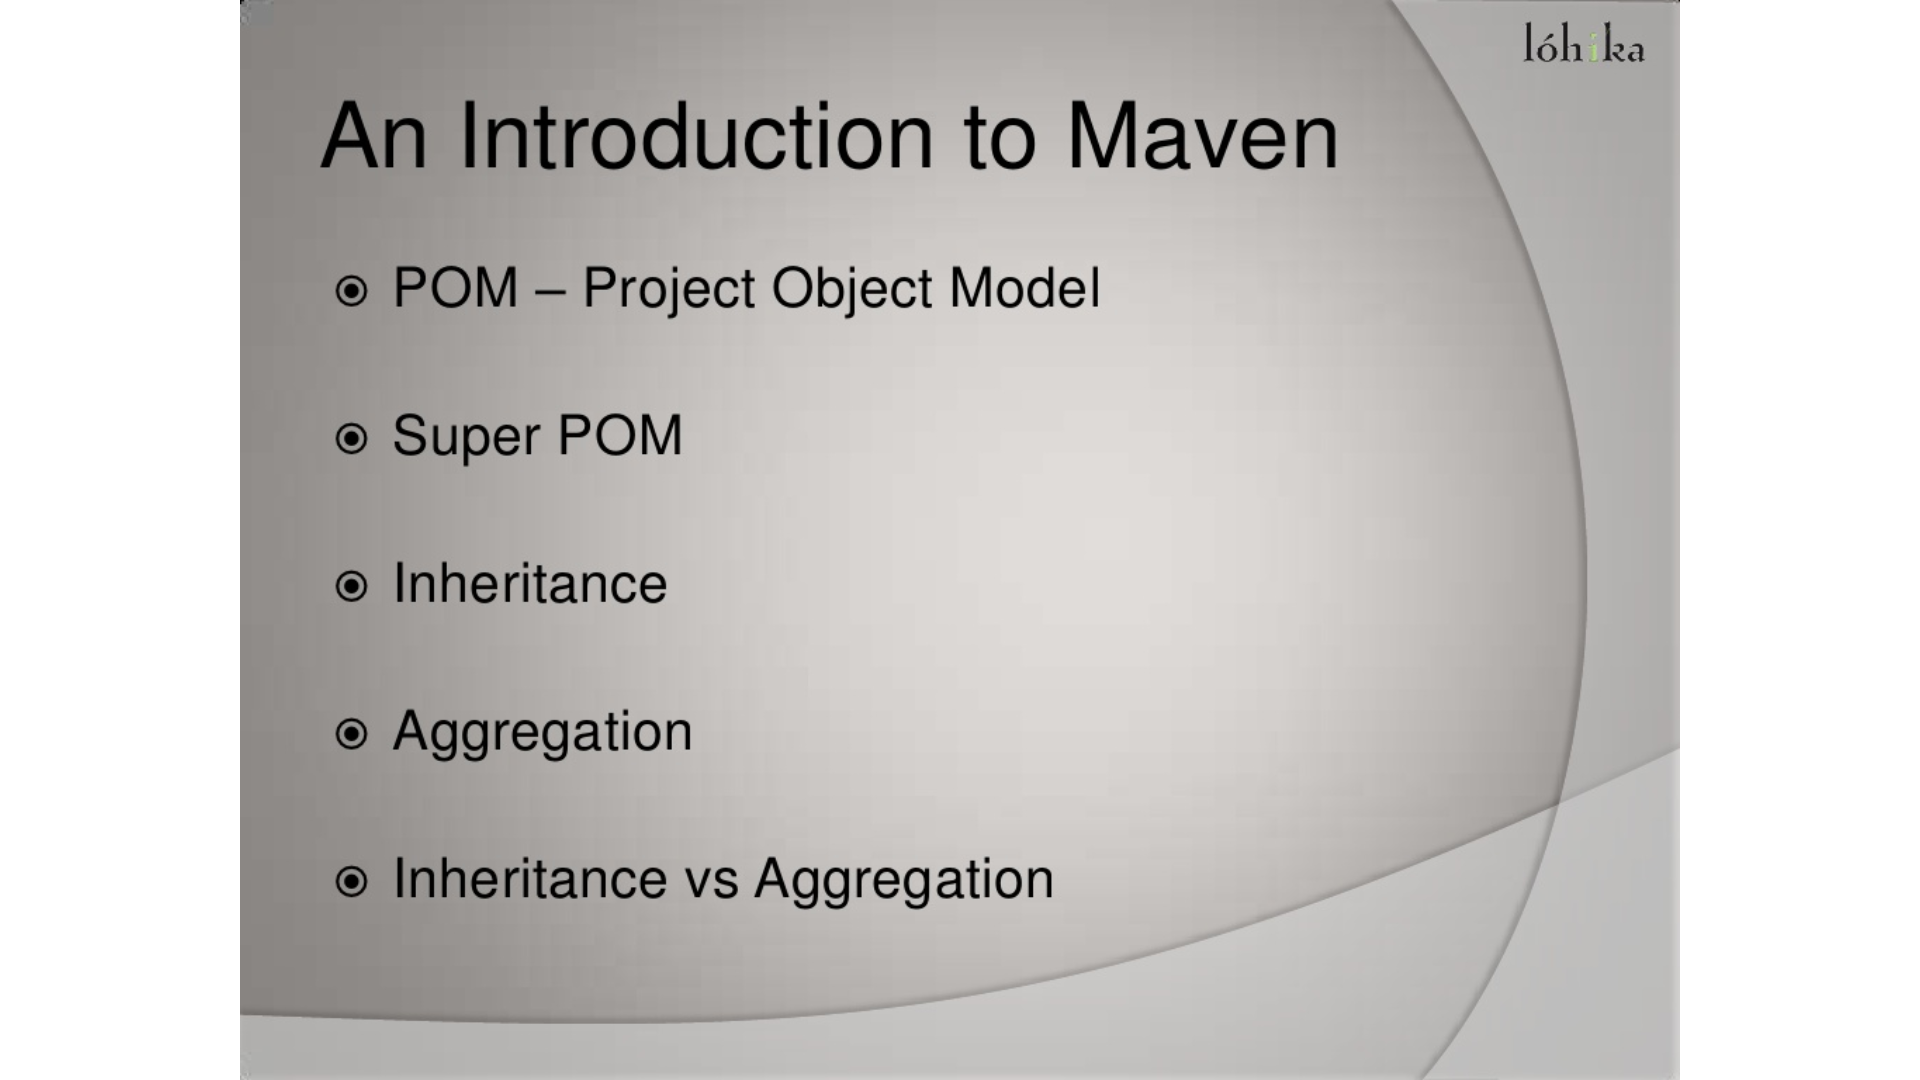 lóhika
An Introduction to Maven
POM – Project Object Model
Super POM
Inheritance
Aggregation
Inheritance vs Aggregation